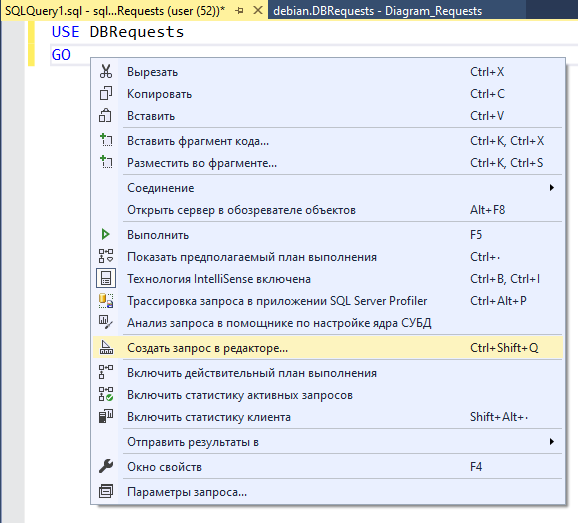 SQLQuery1.sql - sql...Requests (user (52))* debian.DBRequests - Diagram_Requests
USE DBRequests
GO
Вырезать Ctrl+X
Копировать Ctrl+C
Вставить Ctrl+V
Вставить фрагмент кода... Ctrl+K, Ctrl+X
Разместить во фрагменте... Ctrl+K, Ctrl+S
Соединение
Открыть сервер в обозревателе объектов Alt+F8
Выполнить F5
Показать предполагаемый план выполнения Ctrl+·
Технология IntelliSense включена Ctrl+B, Ctrl+I
Трассировка запроса в приложении SQL Server Profiler Ctrl+Alt+P
Анализ запроса в помощнике по настройке ядра СУБД
Создать запрос в редакторе... Ctrl+Shift+Q
Включить действительный план выполнения
Включить статистику активных запросов
Включить статистику клиента Shift+Alt+·
Отправить результаты в
Окно свойств F4
Параметры запроса...